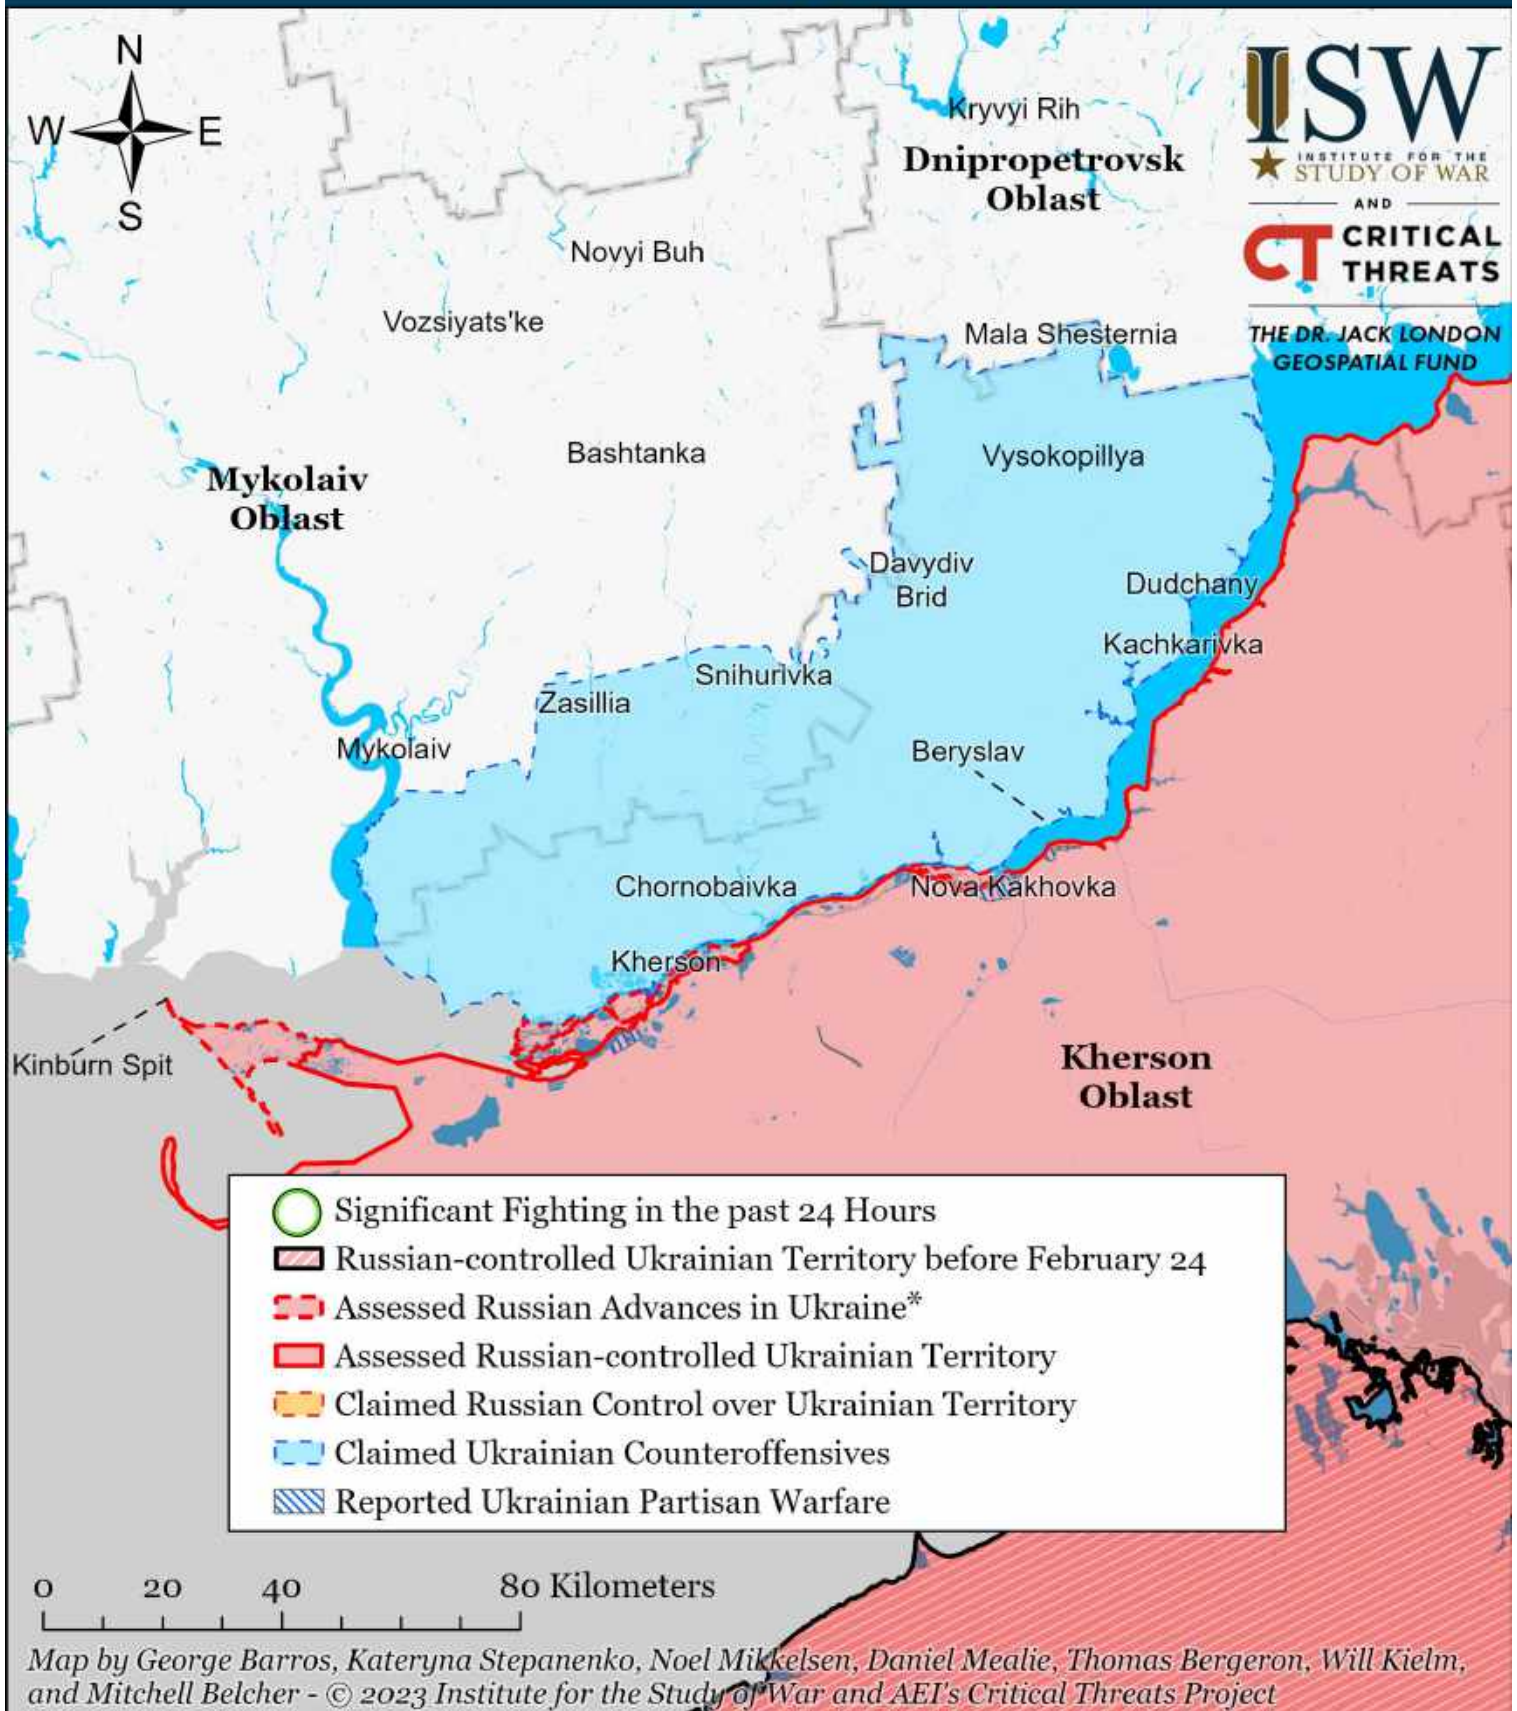 N
W
E
S
ISW
INSTITUTE FOR THE
STUDY OF WAR
AND
CT CRITICAL
THREATS
THE DR. JACK LONDON
GEOSPATIAL FUND
Kryvyi Rih
Dnipropetrovsk
Oblast
Novyi Buh
Vozsiyats'ke
Mala Shesternia
Bashtanka
Vysokopillya
Mykolaiv
Oblast
Davydiv
Brid
Dudchany
Kachkarivka
Snihurivka
Zasillia
Mykolaiv
Beryslav
Chornobaivka
Nova Kakhovka
Kherson
Kinburn Spit
Kherson
Oblast
Significant Fighting in the past 24 Hours
Russian-controlled Ukrainian Territory before February 24
Assessed Russian Advances in Ukraine*
Assessed Russian-controlled Ukrainian Territory
Claimed Russian Control over Ukrainian Territory
Claimed Ukrainian Counteroffensives
Reported Ukrainian Partisan Warfare
0 20 40 80 Kilometers
Map by George Barros, Kateryna Stepanenko, Noel Mikkelsen, Daniel Mealie, Thomas Bergeron, Will Kielm,
and Mitchell Belcher - © 2023 Institute for the Study of War and AEI's Critical Threats Project